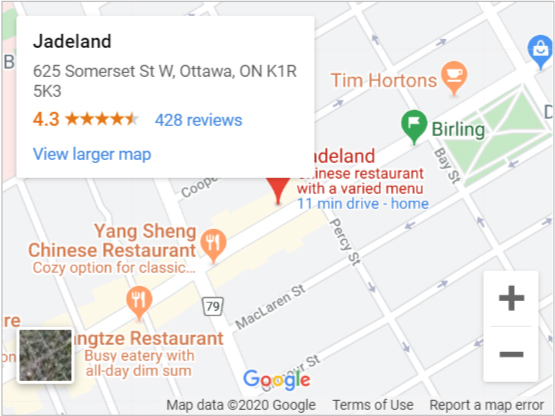 Jadeland
625 Somerset St W, Ottawa, ON K1R
5K3
4.3 428 reviews
View larger map
B
Tim Hortons
Birling
D
Bay St
adeland
Chinese restaurant
with a varied menu
11 min drive - home
Coope
Yang Sheng
Chinese Restaurant
Cozy option for classic...
Percy St
79
MacLaren St
re
on
ngtze Restaurant
Busy eatery with
all-day dim sum
our St
+
−
Google
Map data ©2020 Google Terms of Use Report a map error